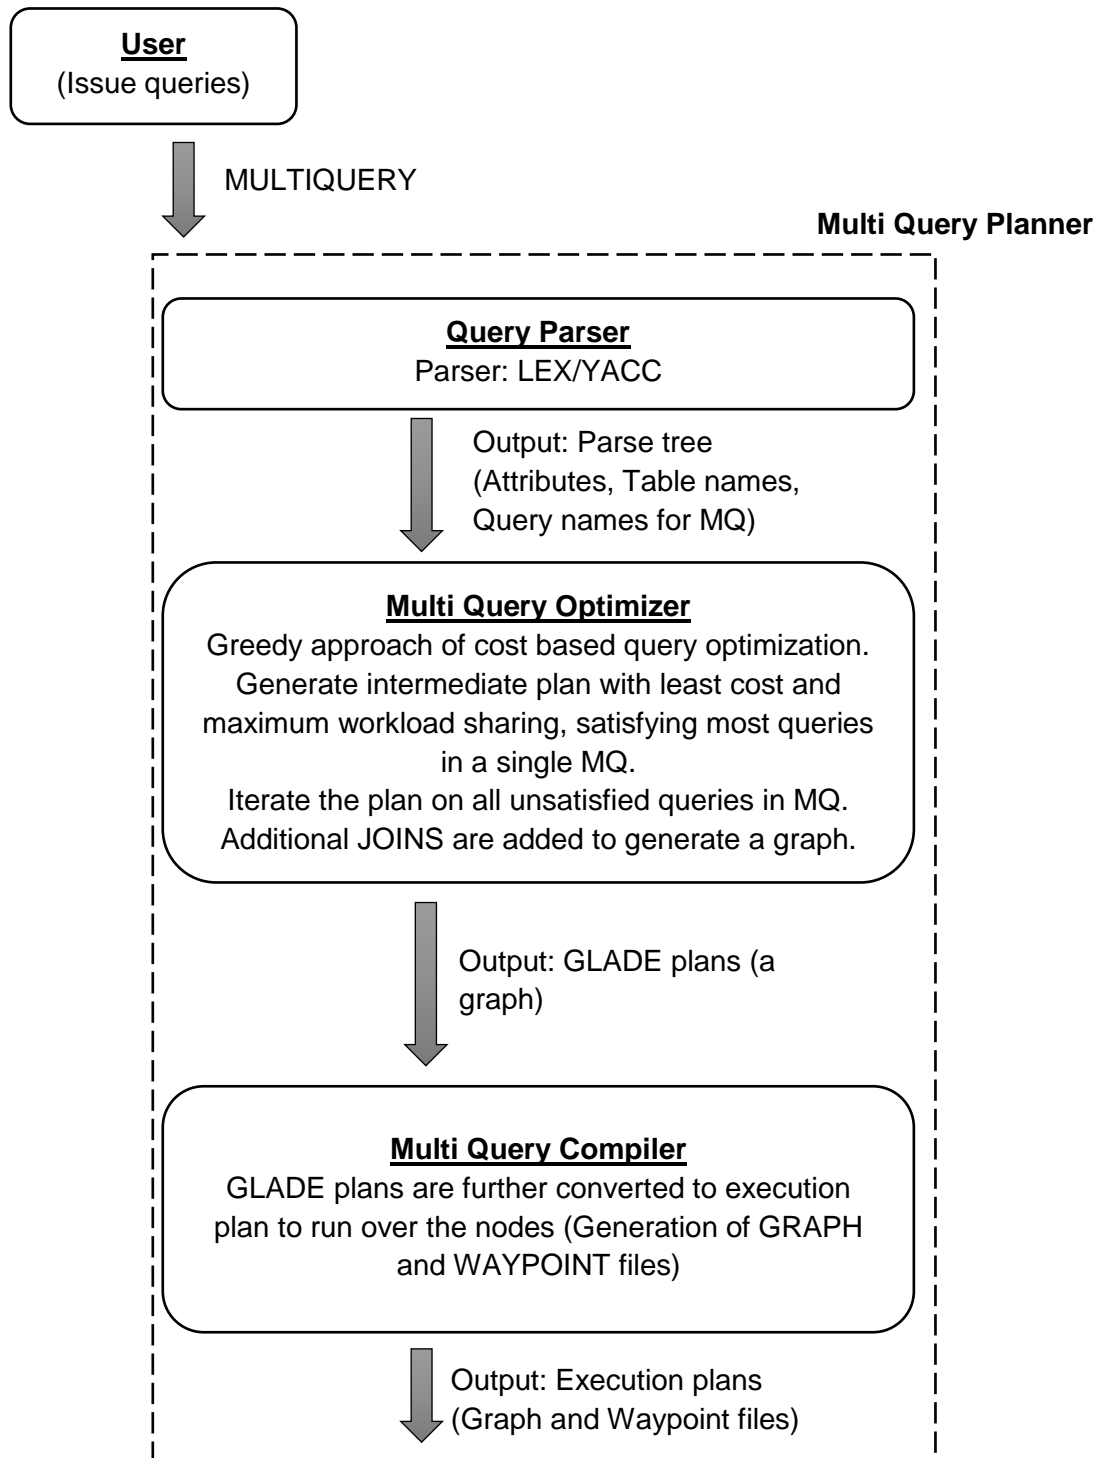 User
(Issue queries)
MULTIQUERY
Multi Query Planner
Query Parser
Parser: LEX/YACC
Output: Parse tree
(Attributes, Table names,
Query names for MQ)
Multi Query Optimizer
Greedy approach of cost based query optimization.
Generate intermediate plan with least cost and
maximum workload sharing, satisfying most queries
in a single MQ.
Iterate the plan on all unsatisfied queries in MQ.
Additional JOINS are added to generate a graph.
Output: GLADE plans (a
graph)
Multi Query Compiler
GLADE plans are further converted to execution
plan to run over the nodes (Generation of GRAPH
and WAYPOINT files)
Output: Execution plans
(Graph and Waypoint files)